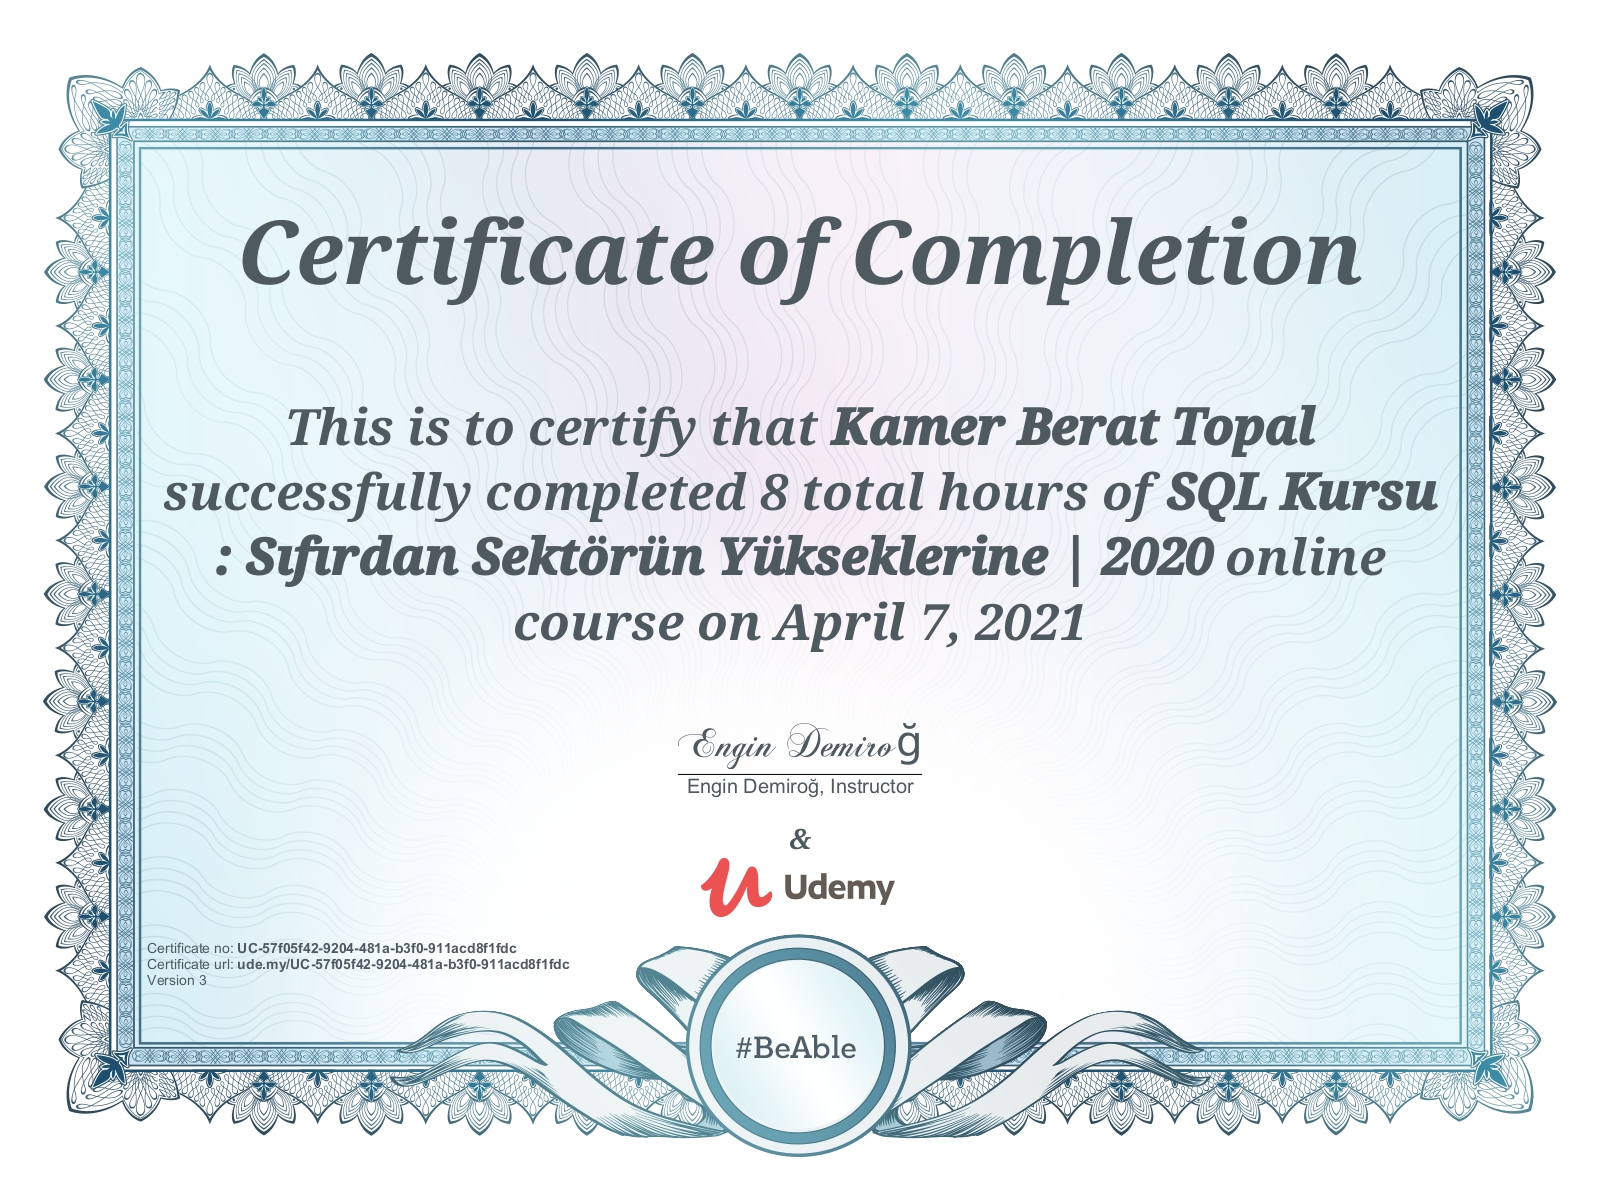 Certificate of Completion
This is to certify that Kamer Berat Topal
successfully completed 8 total hours of SQL Kursu
: Sıfırdan Sektörün Yükseklerine | 2020 online
course on April 7, 2021
Engin Demiroğ
Engin Demiroğ, Instructor
&
Udemy
Certificate no: UC-57f05f42-9204-481a-b3f0-911acd8f1fdc
Certificate url: ude.my/UC-57f05f42-9204-481a-b3f0-911acd8f1fdc
Version 3
#BeAble